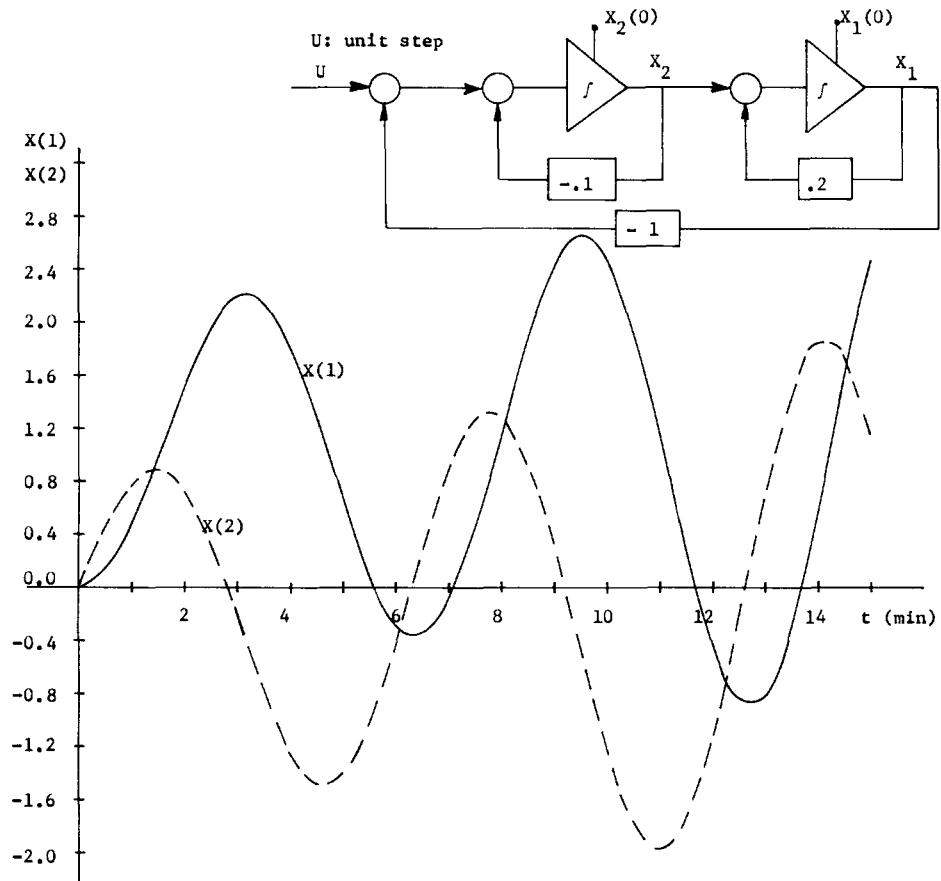 X₂(0)
X₁(0)
U: unit step
U
X₂
X₁
∫
∫
-.1
.2
- 1
X(1)
X(2)
2.8
2.4
2.0
1.6
1.2
0.8
0.4
0.0
-0.4
-0.8
-1.2
-1.6
-2.0
X(1)
X(2)
2
4
6
8
10
12
14
t (min)